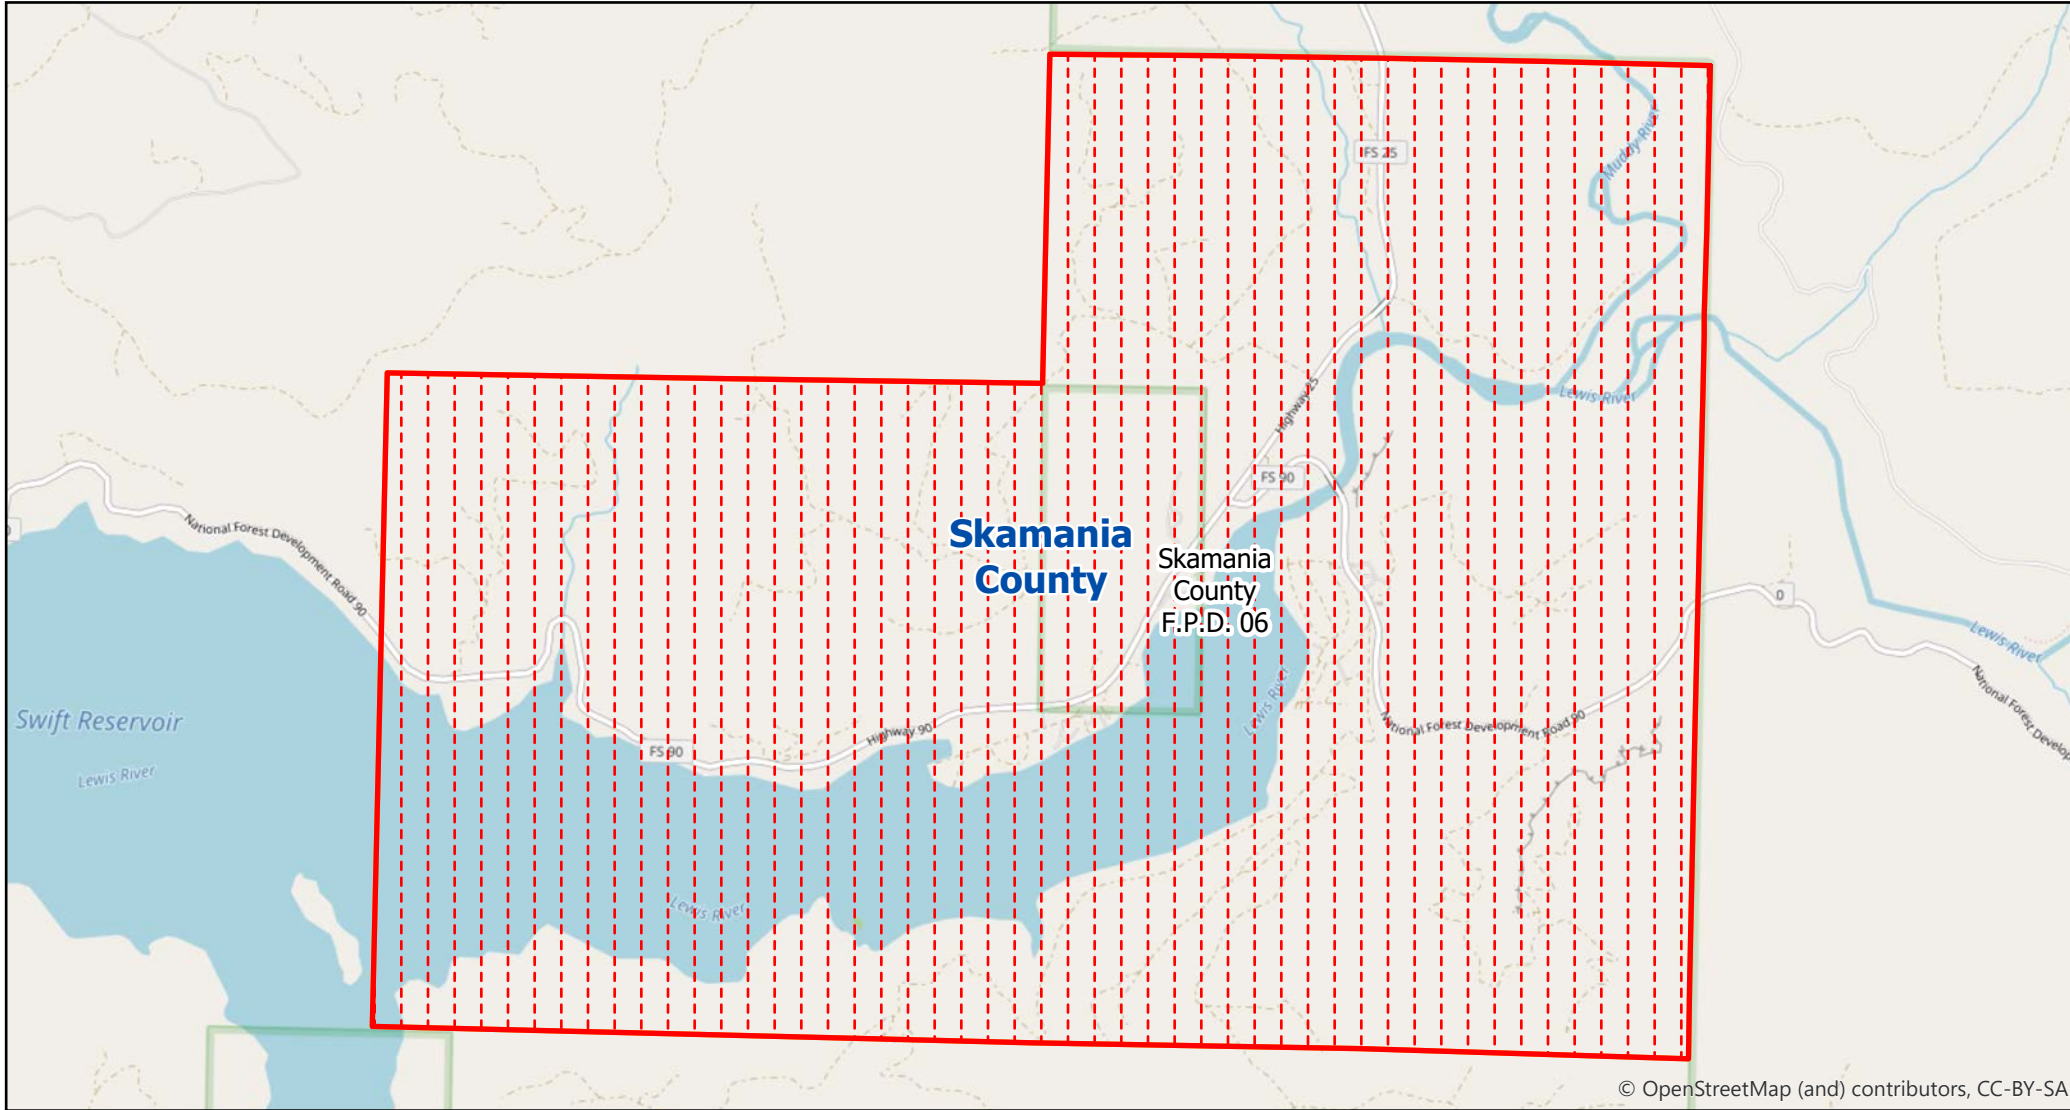 FS 25
Muddy River
Lewis River
Highway 25
FS 90
National Forest Development Road 90
Skamania
County
Skamania
County
F.P.D. 06
0
Lewis River
National Forest Develop
Swift Reservoir
Lewis River
Lewis River
National Forest Development Road 90
Highway 90
FS 90
Lewis River
© OpenStreetMap (and) contributors, CC-BY-SA